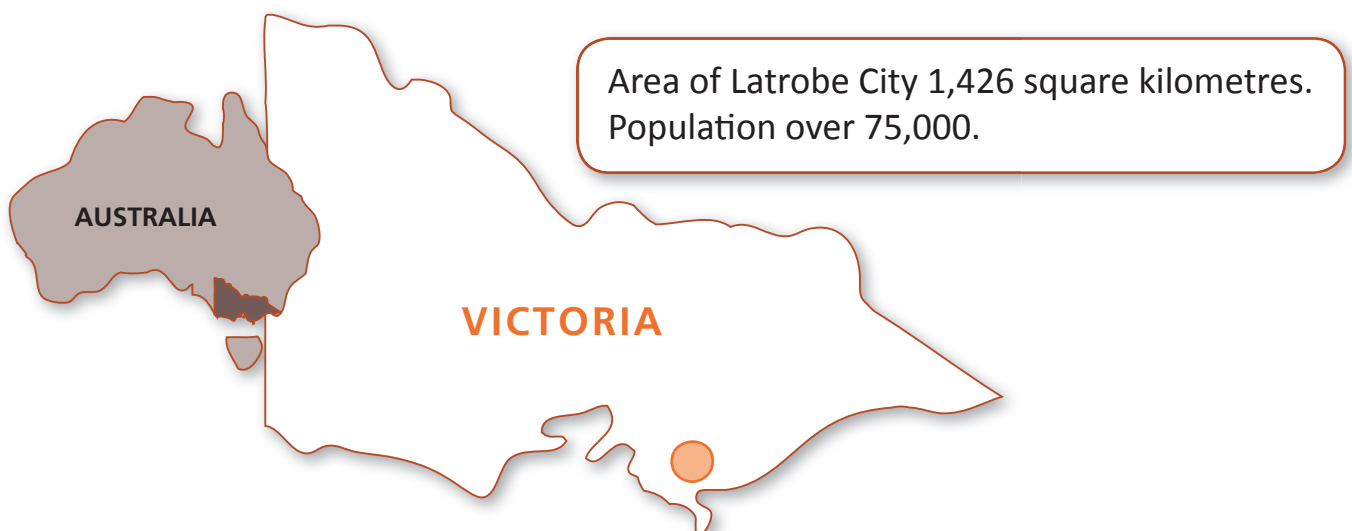 Area of Latrobe City 1,426 square kilometres.
Population over 75,000.
AUSTRALIA
VICTORIA